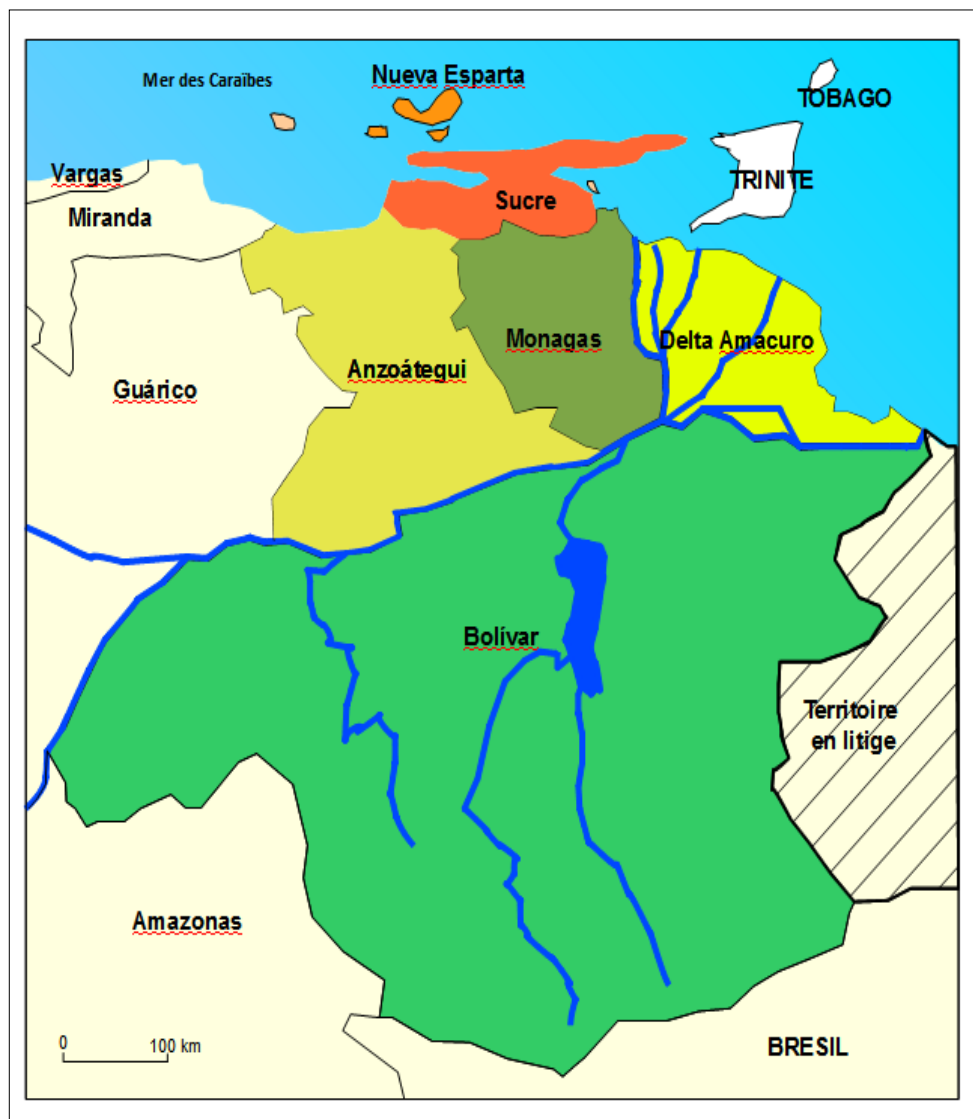 Mer des Caraïbes
Nueva Esparta
TOBAGO
Vargas
TRINITE
Miranda
Sucre
Monagas
Delta Amacuro
Anzoátegui
Guárico
Bolívar
Territoire
en litige
Amazonas
0 100 km
BRESIL